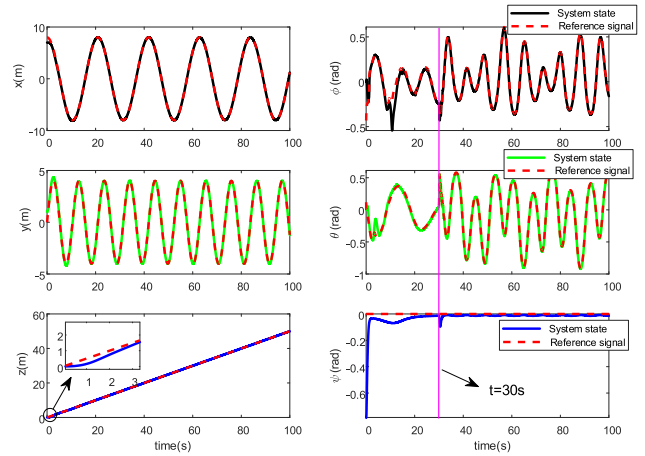 10
0
-10
x(m)
0 20 40 60 80 100
System state
Reference signal
0.5
0
-0.5
ϕ (rad)
0 20 40 60 80 100
5
0
-5
y(m)
0 20 40 60 80 100
System state
Reference signal
0.5
0
-0.5
-1
θ (rad)
0 20 40 60 80 100
60
40
20
0
z(m)
2
1
0
1 2 3
0 20 40 60 80 100
time(s)
System state
Reference signal
0
-0.2
-0.4
-0.6
ψ (rad)
t=30s
0 20 40 60 80 100
time(s)